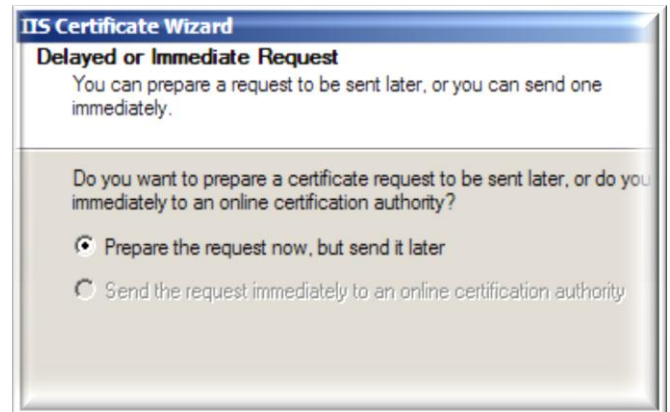 IIS Certificate Wizard
Delayed or Immediate Request
You can prepare a request to be sent later, or you can send one
immediately.
Do you want to prepare a certificate request to be sent later, or do you
immediately to an online certification authority?
Prepare the request now, but send it later
Send the request immediately to an online certification authority